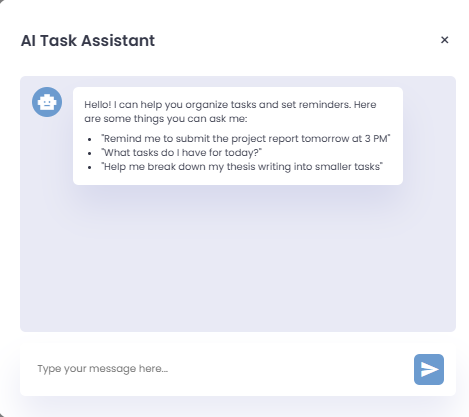 AI Task Assistant
×
Hello! I can help you organize tasks and set reminders. Here
are some things you can ask me:
• "Remind me to submit the project report tomorrow at 3 PM"
• "What tasks do I have for today?"
• "Help me break down my thesis writing into smaller tasks"
Type your message here...